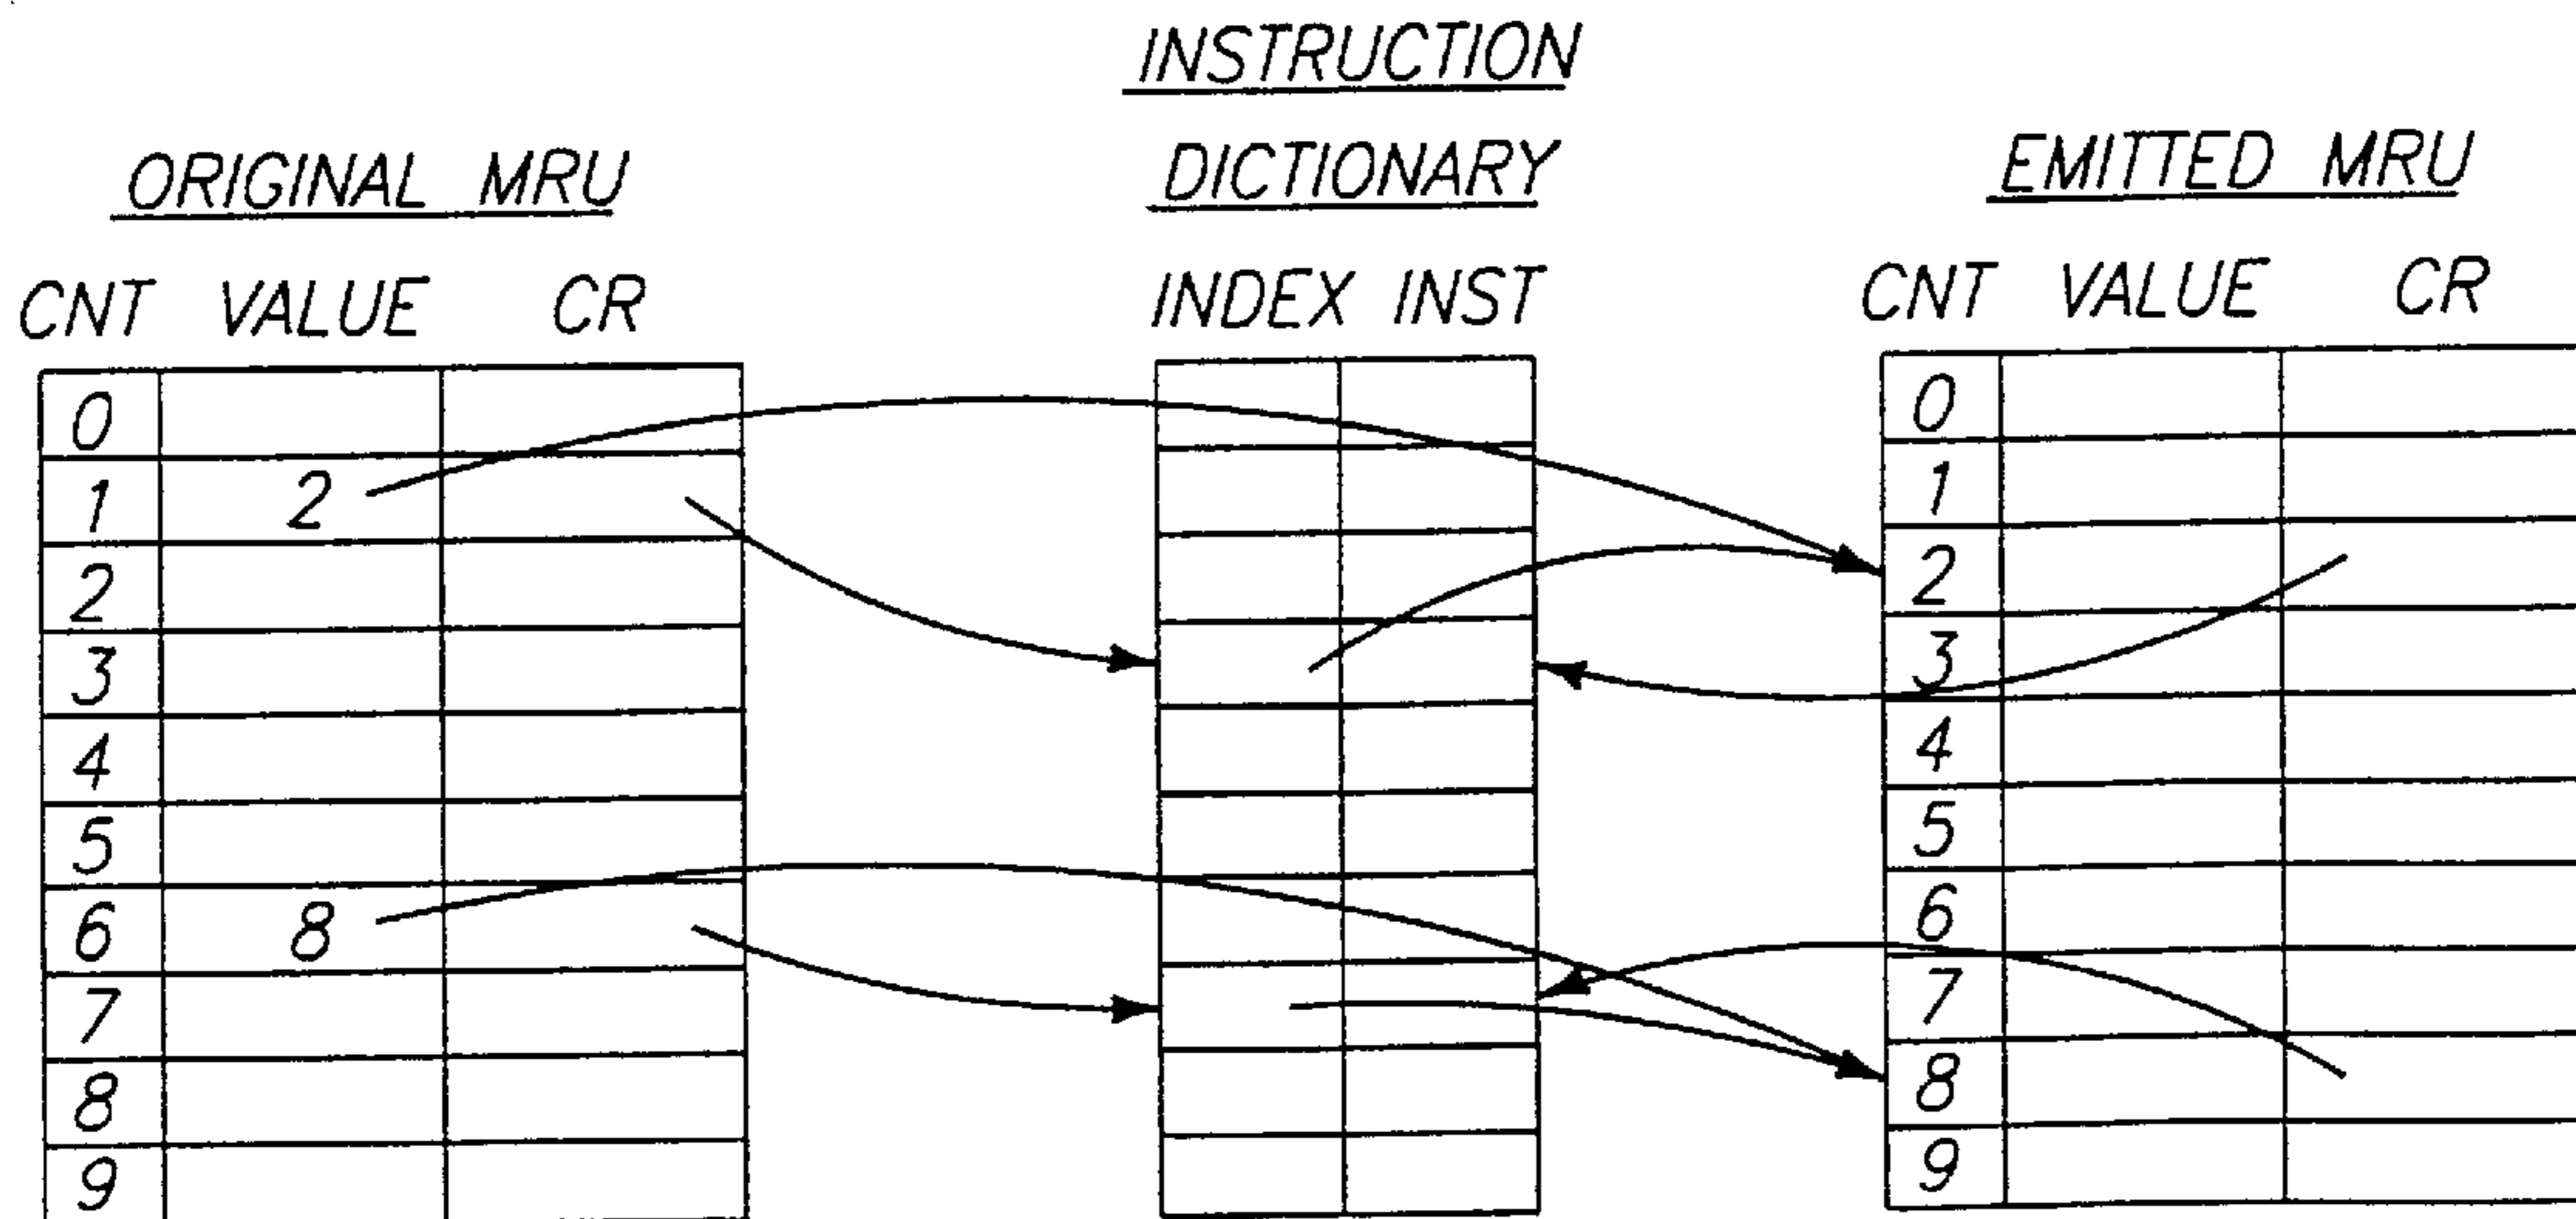 INSTRUCTION
DICTIONARY
ORIGINAL MRU
EMITTED MRU
CNT VALUE CR
INDEX INST
CNT VALUE CR
0
1 2
2
3
4
5
6 8
7
8
9
0
1
2
3
4
5
6
7
8
9